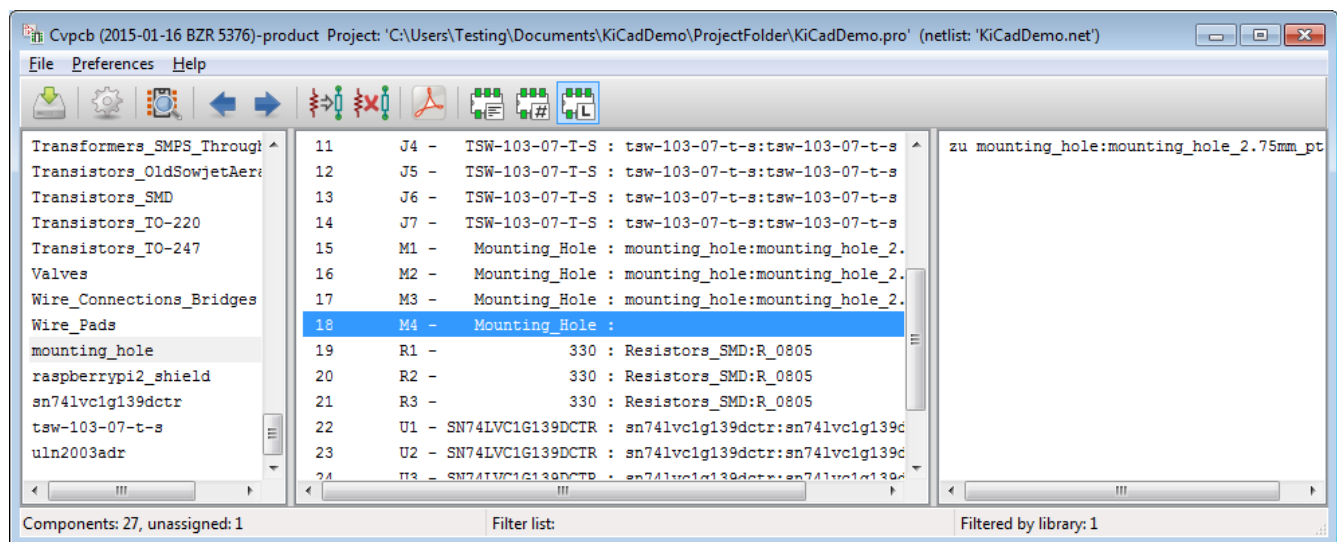 Cvpcb (2015-01-16 BZR 5376)-product Project: 'C:\Users\Testing\Documents\KiCadDemo\ProjectFolder\KiCadDemo.pro' (netlist: 'KiCadDemo.net')
File Preferences Help
Transformers_SMPS_Through
Transistors_OldSowjetAera
Transistors_SMD
Transistors_TO-220
Transistors_TO-247
Valves
Wire_Connections_Bridges
Wire_Pads
mounting_hole
raspberrypi2_shield
sn74lvc1g139dctr
tsw-103-07-t-s
uln2003adr
11 J4 - TSW-103-07-T-S : tsw-103-07-t-s:tsw-103-07-t-s
12 J5 - TSW-103-07-T-S : tsw-103-07-t-s:tsw-103-07-t-s
13 J6 - TSW-103-07-T-S : tsw-103-07-t-s:tsw-103-07-t-s
14 J7 - TSW-103-07-T-S : tsw-103-07-t-s:tsw-103-07-t-s
15 M1 - Mounting_Hole : mounting_hole:mounting_hole_2.
16 M2 - Mounting_Hole : mounting_hole:mounting_hole_2.
17 M3 - Mounting_Hole : mounting_hole:mounting_hole_2.
18 M4 - Mounting_Hole :
19 R1 - 330 : Resistors_SMD:R_0805
20 R2 - 330 : Resistors_SMD:R_0805
21 R3 - 330 : Resistors_SMD:R_0805
22 U1 - SN74LVC1G139DCTR : sn74lvc1g139dctr:sn74lvc1g139d
23 U2 - SN74LVC1G139DCTR : sn74lvc1g139dctr:sn74lvc1g139d
24 U3 - SN74LVC1G139DCTR : sn74lvc1g139dctr:sn74lvc1g139d
zu mounting_hole:mounting_hole_2.75mm_pt
Components: 27, unassigned: 1
Filter list:
Filtered by library: 1